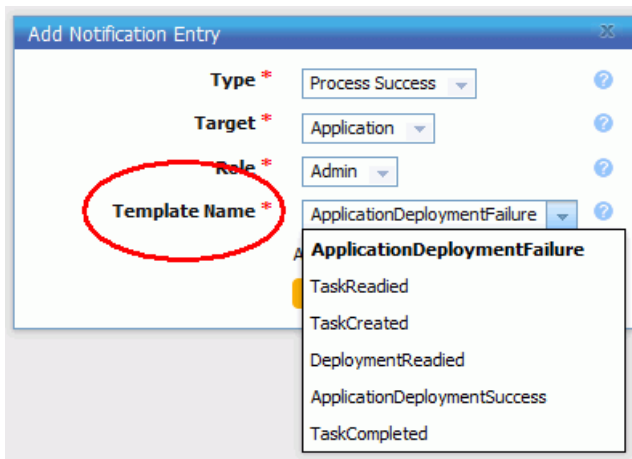 Add Notification Entry
Type * Process Success
Target * Application
Role * Admin
Template Name * ApplicationDeploymentFailure
A
ApplicationDeploymentFailure
TaskReadied
TaskCreated
DeploymentReadied
ApplicationDeploymentSuccess
TaskCompleted